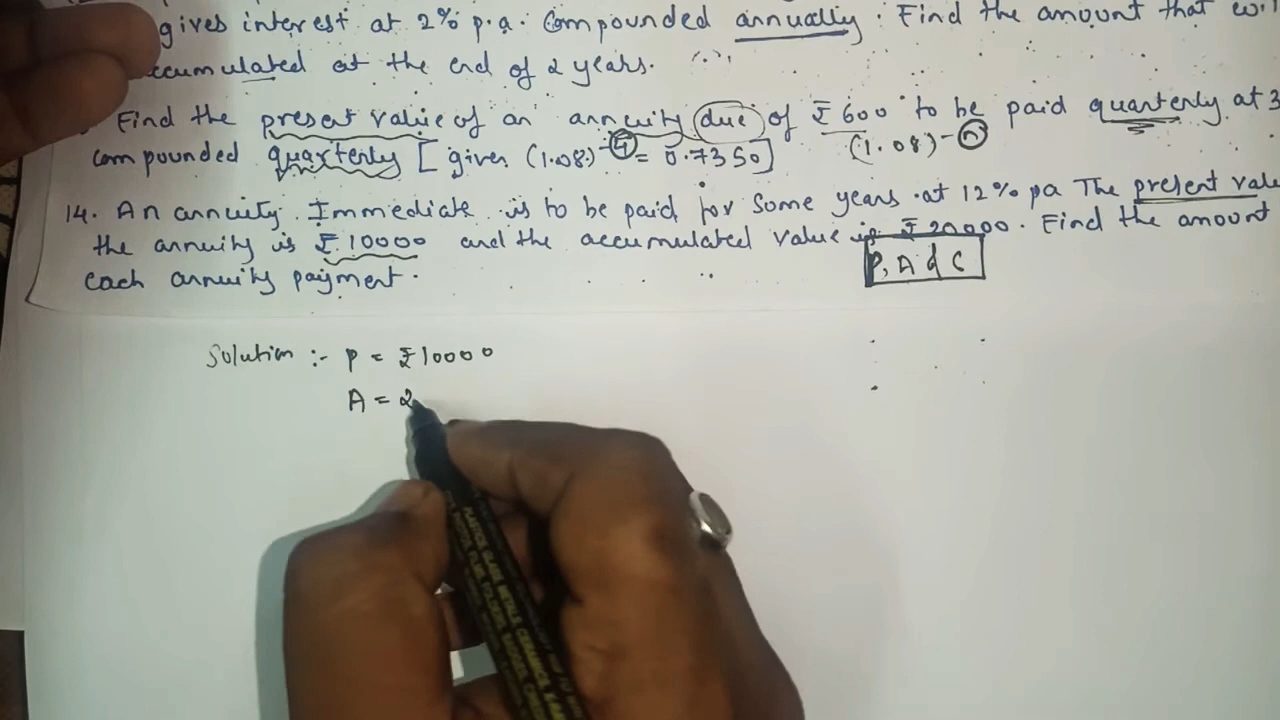 gives interest at 2% p.a. Compounded annually. Find the amount that
ccumulated at the end of 2 years.
Find the present value of an annuity due of ₹600 to be paid quarterly at 3
compounded quarterly [given (1.08)⁻⁴ = 0.7350] (1.08)⁻ⁿ
14. An annuity Immediate is to be paid for Some years at 12% pa The present val
the annuity is ₹10000 and the accumulated value is ₹20000. Find the amount
each annuity payment.
P, A & C
Solution :- P = ₹10000
A = 2